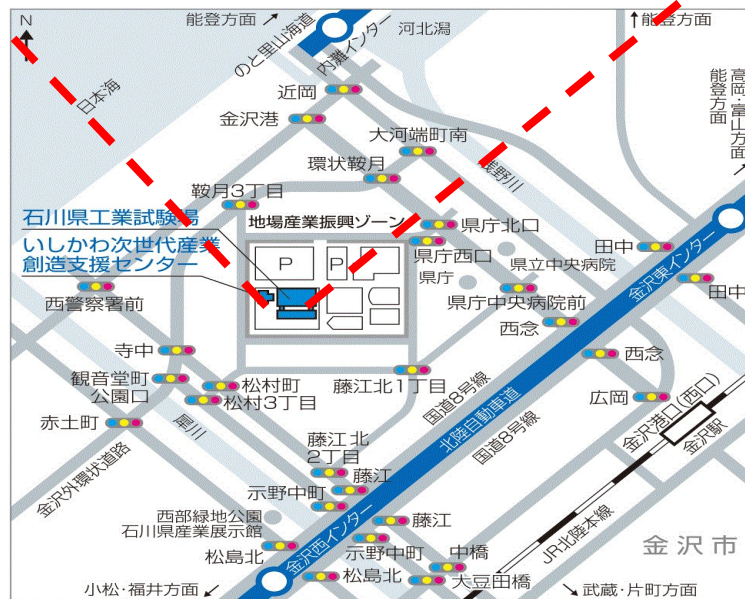 N
能登方面
能登方面
のと里山海道
内灘インター
河北潟
日本海
近岡
金沢港
大河端町南
高岡・富山方面
能登方面
環状鞍月
浅野川
鞍月3丁目
石川県工業試験場
地場産業振興ゾーン
県庁北口
いしかわ次世代産業
創造支援センター
P
P
県庁西口
県庁
県立中央病院
田中
金沢東インター
西警察署前
県庁中央病院前
田中
西念
寺中
西念
観音堂町
公園口
松村町
松村3丁目
藤江北1丁目
国道8号線
北陸自動車道
国道8号線
広岡
赤土町
犀川
金沢港口(西口)
金沢駅
金沢外環状道路
藤江北
2丁目
藤江
示野中町
西部緑地公園
石川県産業展示館
藤江
金沢西インター
松島北
示野中町
中橋
JR北陸本線
金沢市
松島北
大豆田橋
小松・福井方面
武蔵・片町方面